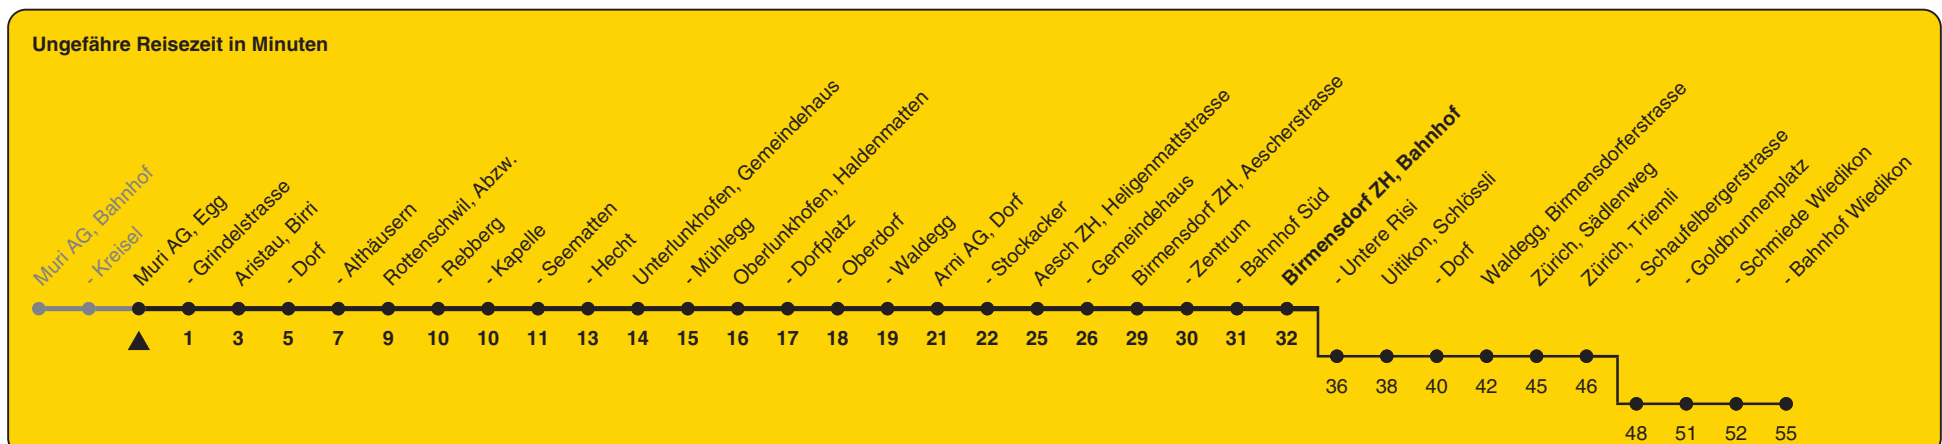 Ungefähre Reisezeit in Minuten
Muri AG, Bahnhof
- Kreisel
Muri AG, Egg
- Grindelstrasse
Aristau, Birri
- Dorf
- Althäusern
Rottenschwil, Abzw.
- Rebberg
- Kapelle
- Seematten
- Hecht
Unterlunkhofen, Gemeindehaus
- Mühlegg
Oberlunkhofen, Haldenmatten
- Dorfplatz
- Oberdorf
- Waldegg
Arni AG, Dorf
- Stockacker
Aesch ZH, Heligenmattstrasse
- Gemeindehaus
Birmensdorf ZH, Aescherstrasse
- Zentrum
- Bahnhof Süd
Birmensdorf ZH, Bahnhof
- Untere Risi
Uitikon, Schlössli
- Dorf
Waldegg, Birmensdorferstrasse
Zürich, Sädlenweg
Zürich, Triemli
- Schaufelbergerstrasse
- Goldbrunnenplatz
- Schmiede Wiedikon
- Bahnhof Wiedikon
1 3 5 7 9 10 10 11 13 14 15 16 17 18 19 21 22 25 26 29 30 31 32
36 38 40 42 45 46
48 51 52 55